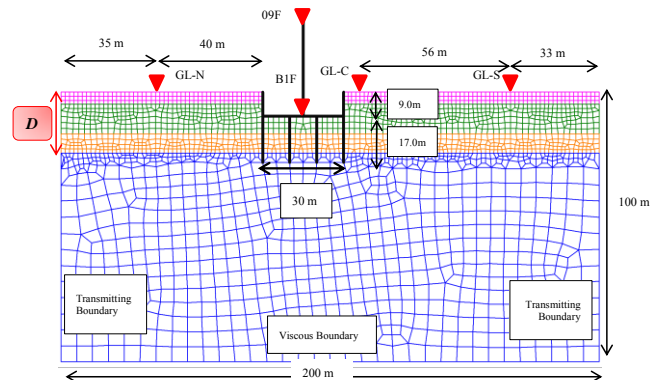 09F
35 m
40 m
56 m
33 m
GL-N
B1F
GL-C
GL-S
9.0m
D
17.0m
30 m
100 m
Transmitting
Boundary
Transmitting
Boundary
Viscous Boundary
200 m